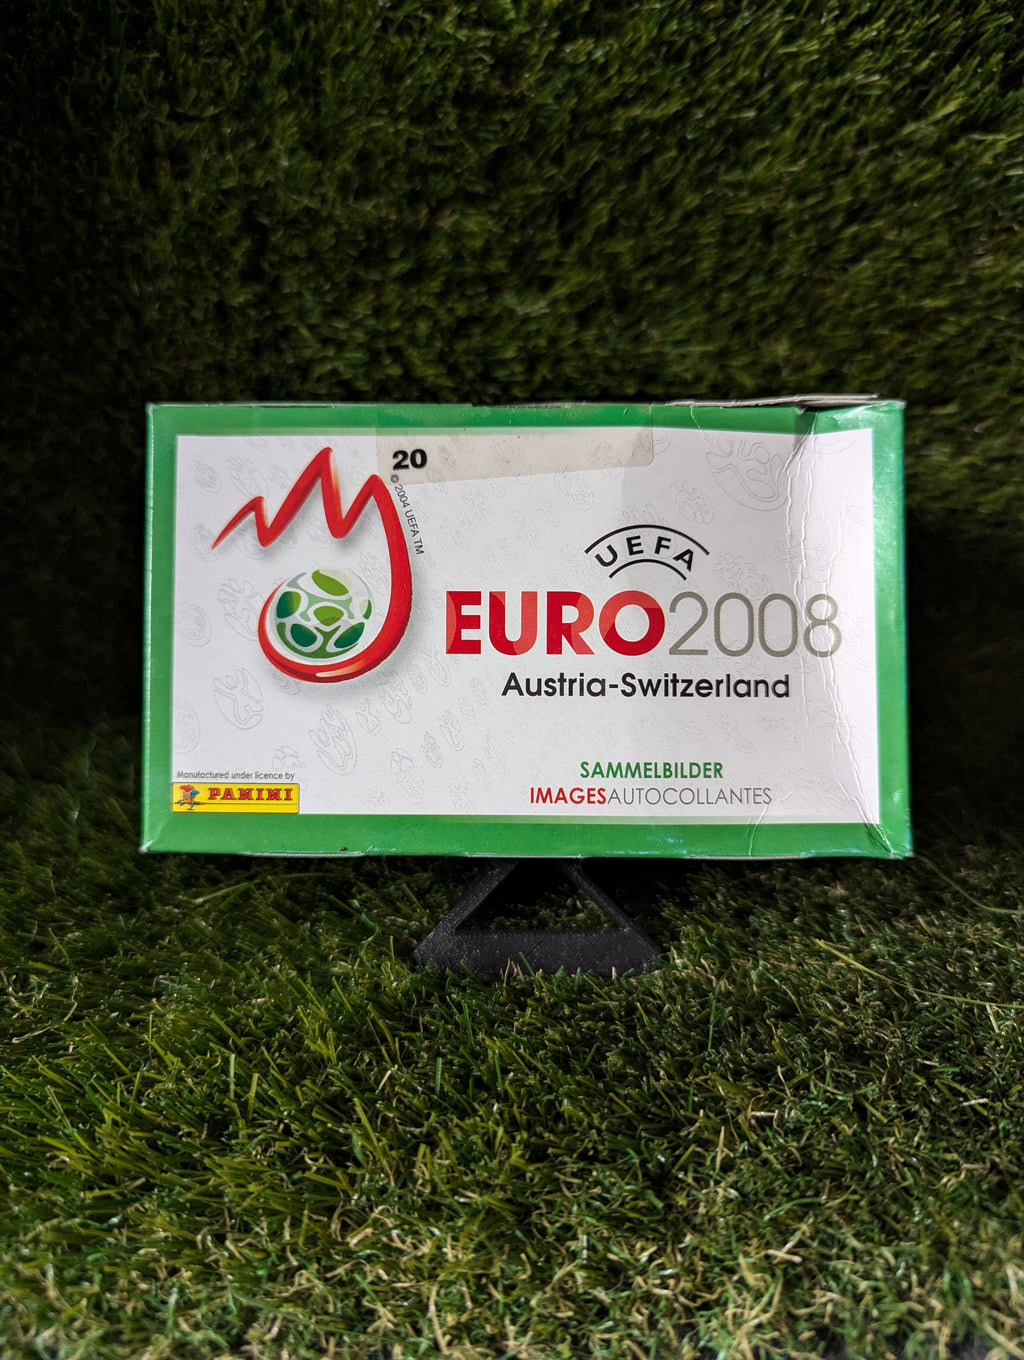 20
© 2004 UEFA TM
UEFA
EURO2008
Austria-Switzerland
SAMMELBILDER
IMAGESAUTOCOLLANTES
Manufactured under licence by
PANINI